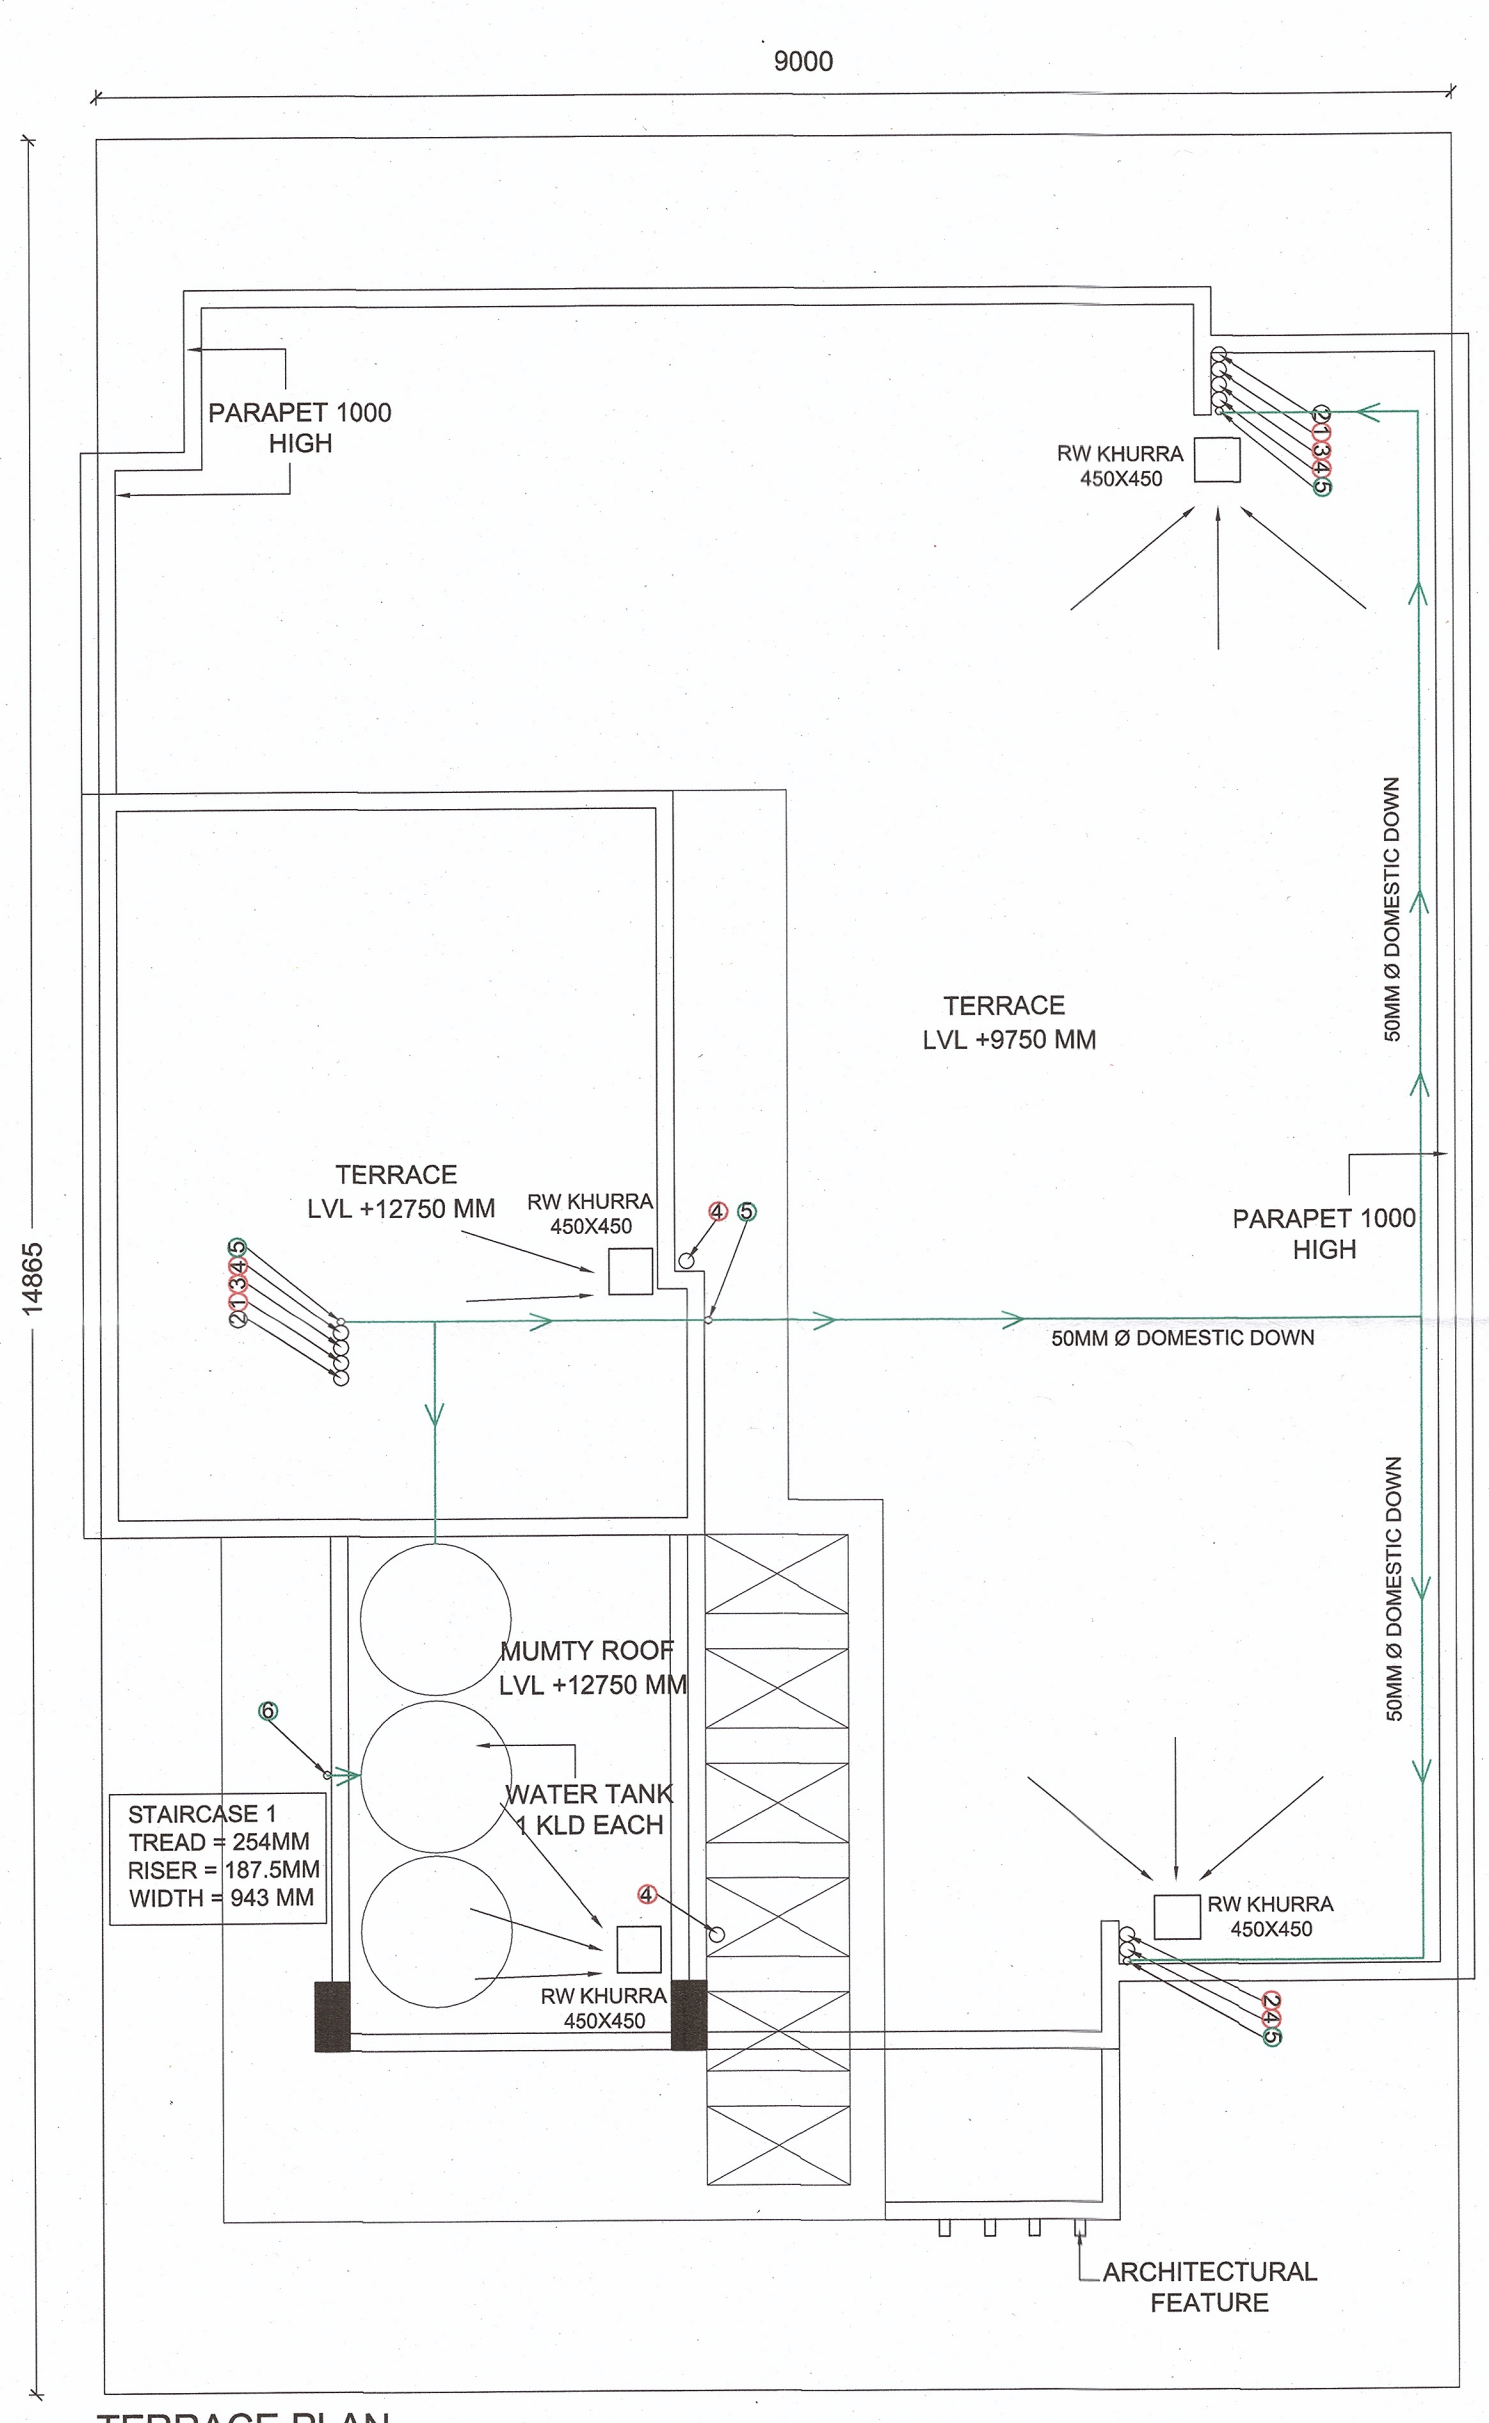 9000
14865
PARAPET 1000
HIGH
RW KHURRA
450X450
2
1
3
4
5
50MM Ø DOMESTIC DOWN
TERRACE
LVL +9750 MM
TERRACE
LVL +12750 MM
RW KHURRA
450X450
4 5
5
4
3
1
2
PARAPET 1000
HIGH
50MM Ø DOMESTIC DOWN
50MM Ø DOMESTIC DOWN
MUMTY ROOF
LVL +12750 MM
6
WATER TANK
1 KLD EACH
STAIRCASE 1
TREAD = 254MM
RISER = 187.5MM
WIDTH = 943 MM
4
RW KHURRA
450X450
RW KHURRA
450X450
2
4
5
ARCHITECTURAL
FEATURE
TERRACE PLAN